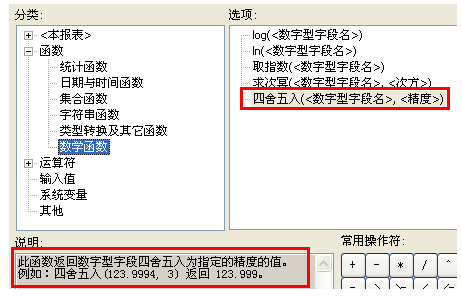 分类:
选项:
<本报表>
函数
统计函数
日期与时间函数
集合函数
字符串函数
类型转换及其它函数
数学函数
运算符
输入值
系统变量
其他
log(<数字型字段名>)
ln(<数字型字段名>)
取指数(<数字型字段名>)
求次幂(<数字型字段名>, <次方>)
四舍五入(<数字型字段名>, <精度>)
说明:
此函数返回数字型字段四舍五入为指定的精度的值。
例如：四舍五入(123.9994, 3) 返回 123.999。
常用操作符:
+ - * / ^